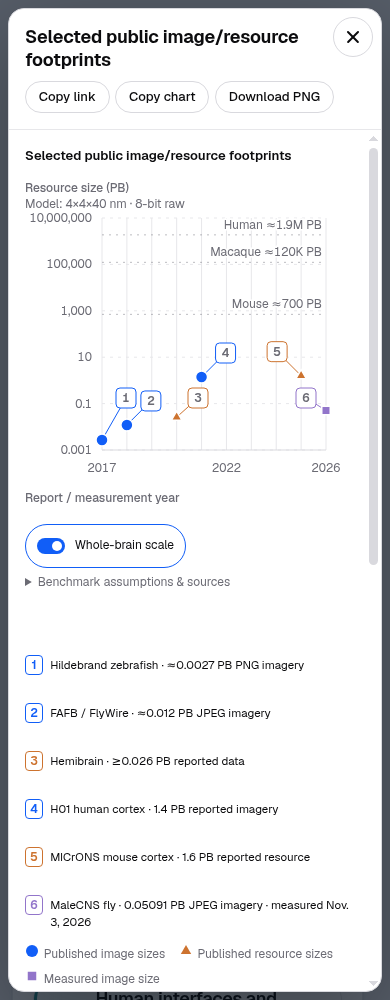 Selected public image/resource
footprints
Copy link
Copy chart
Download PNG
Selected public image/resource footprints
Resource size (PB)
Model: 4×4×40 nm · 8-bit raw
10,000,000
Human ≈1.9M PB
Macaque ≈120K PB
100,000
Mouse ≈700 PB
1,000
10
0.1
0.001
1
2
3
4
5
6
2017
2022
2026
Report / measurement year
Whole-brain scale
Benchmark assumptions & sources
1 Hildebrand zebrafish · ≈0.0027 PB PNG imagery
2 FAFB / FlyWire · ≈0.012 PB JPEG imagery
3 Hemibrain · ≥0.026 PB reported data
4 H01 human cortex · 1.4 PB reported imagery
5 MICrONS mouse cortex · 1.6 PB reported resource
6 MaleCNS fly · 0.05091 PB JPEG imagery · measured Nov.
3, 2026
Published image sizes
Published resource sizes
Measured image size
Human interfaces and